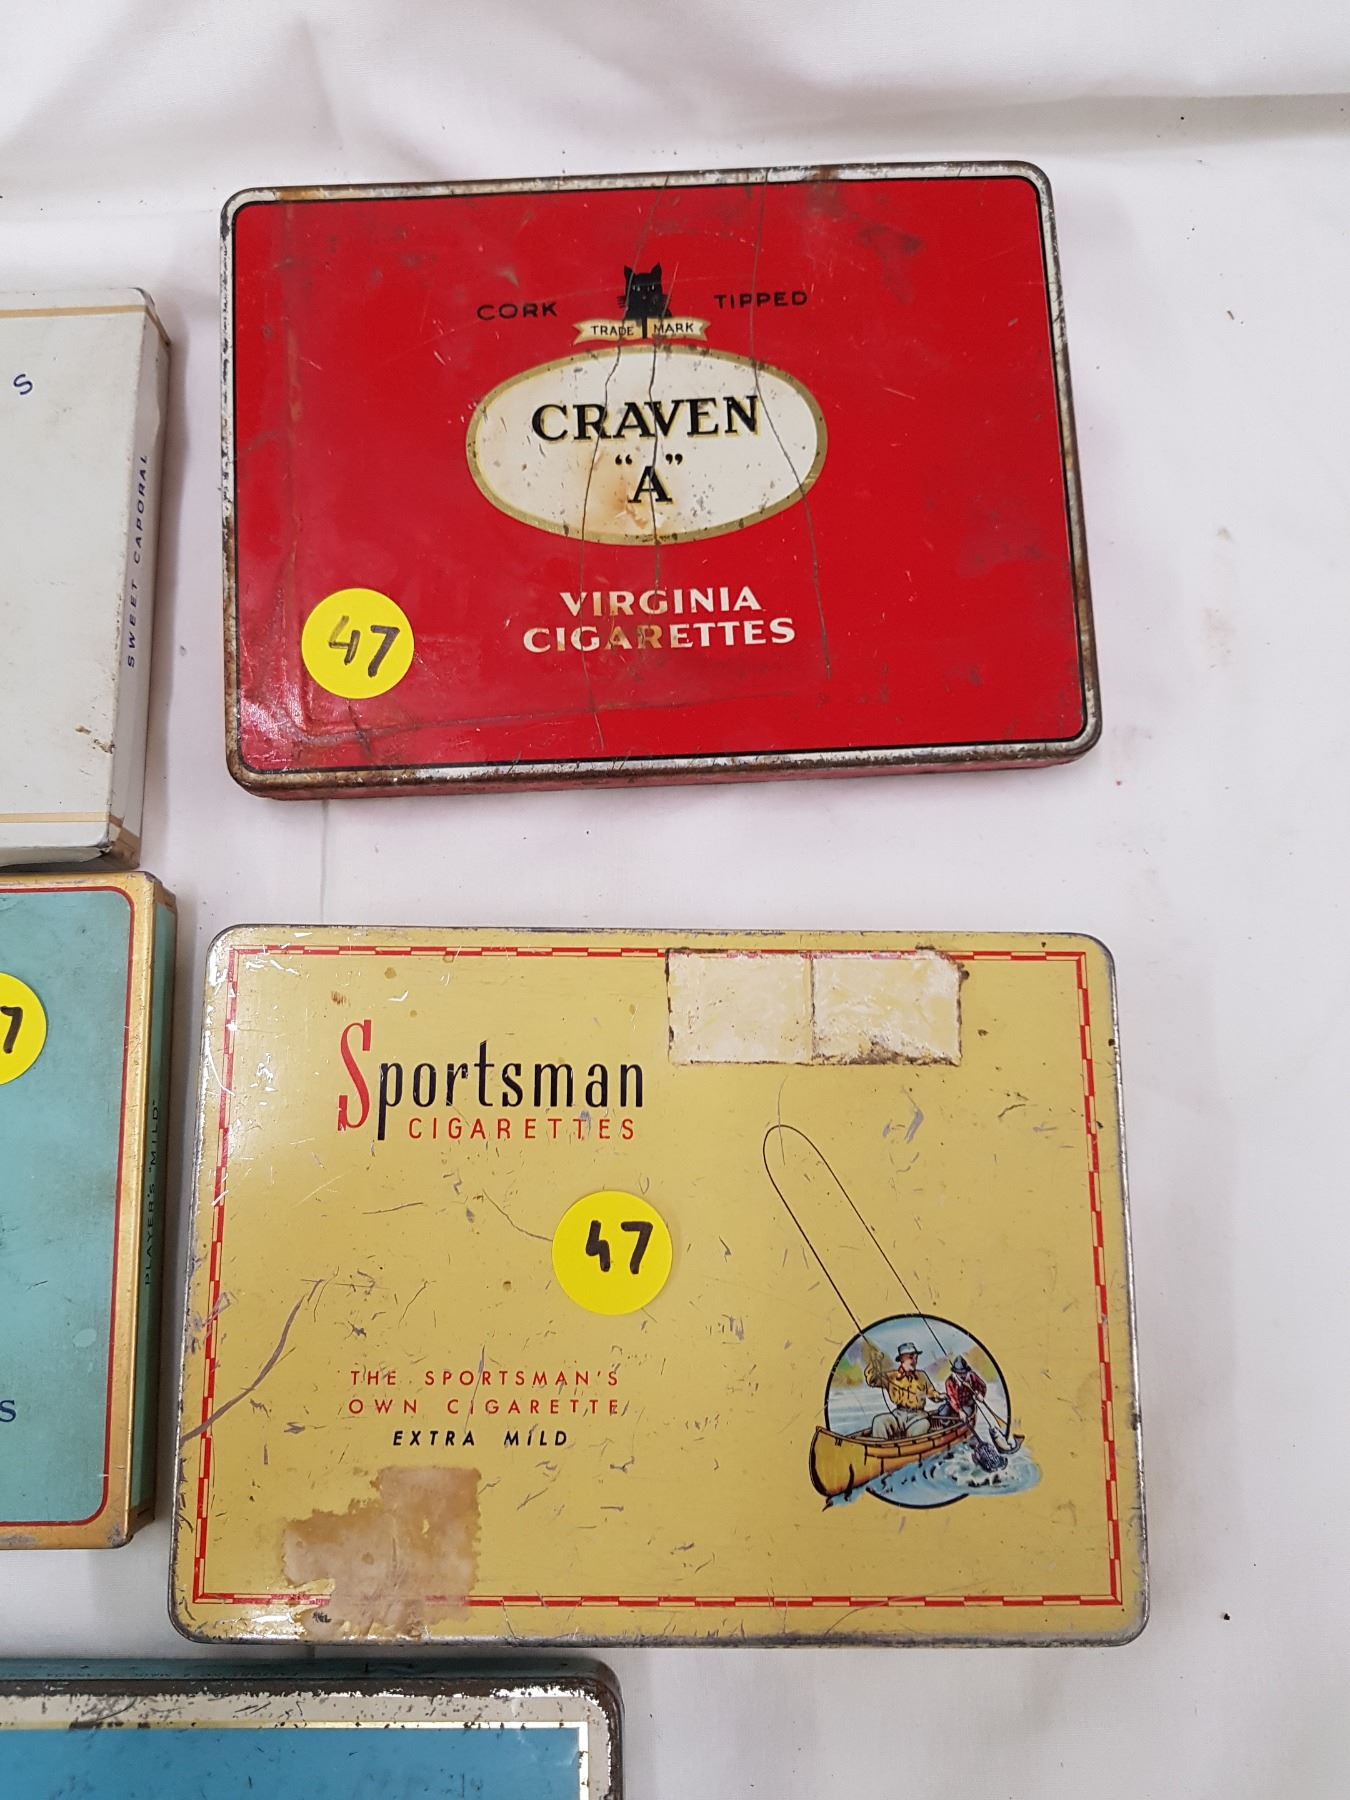 CORK TIPPED
TRADE MARK
CRAVEN
"A"
VIRGINIA
CIGARETTES
47
S
SWEET CAPORAL
Sportsman
CIGARETTES
47
THE SPORTSMAN'S
OWN CIGARETTE
EXTRA MILD
7
PLAYER'S "MILD"
S